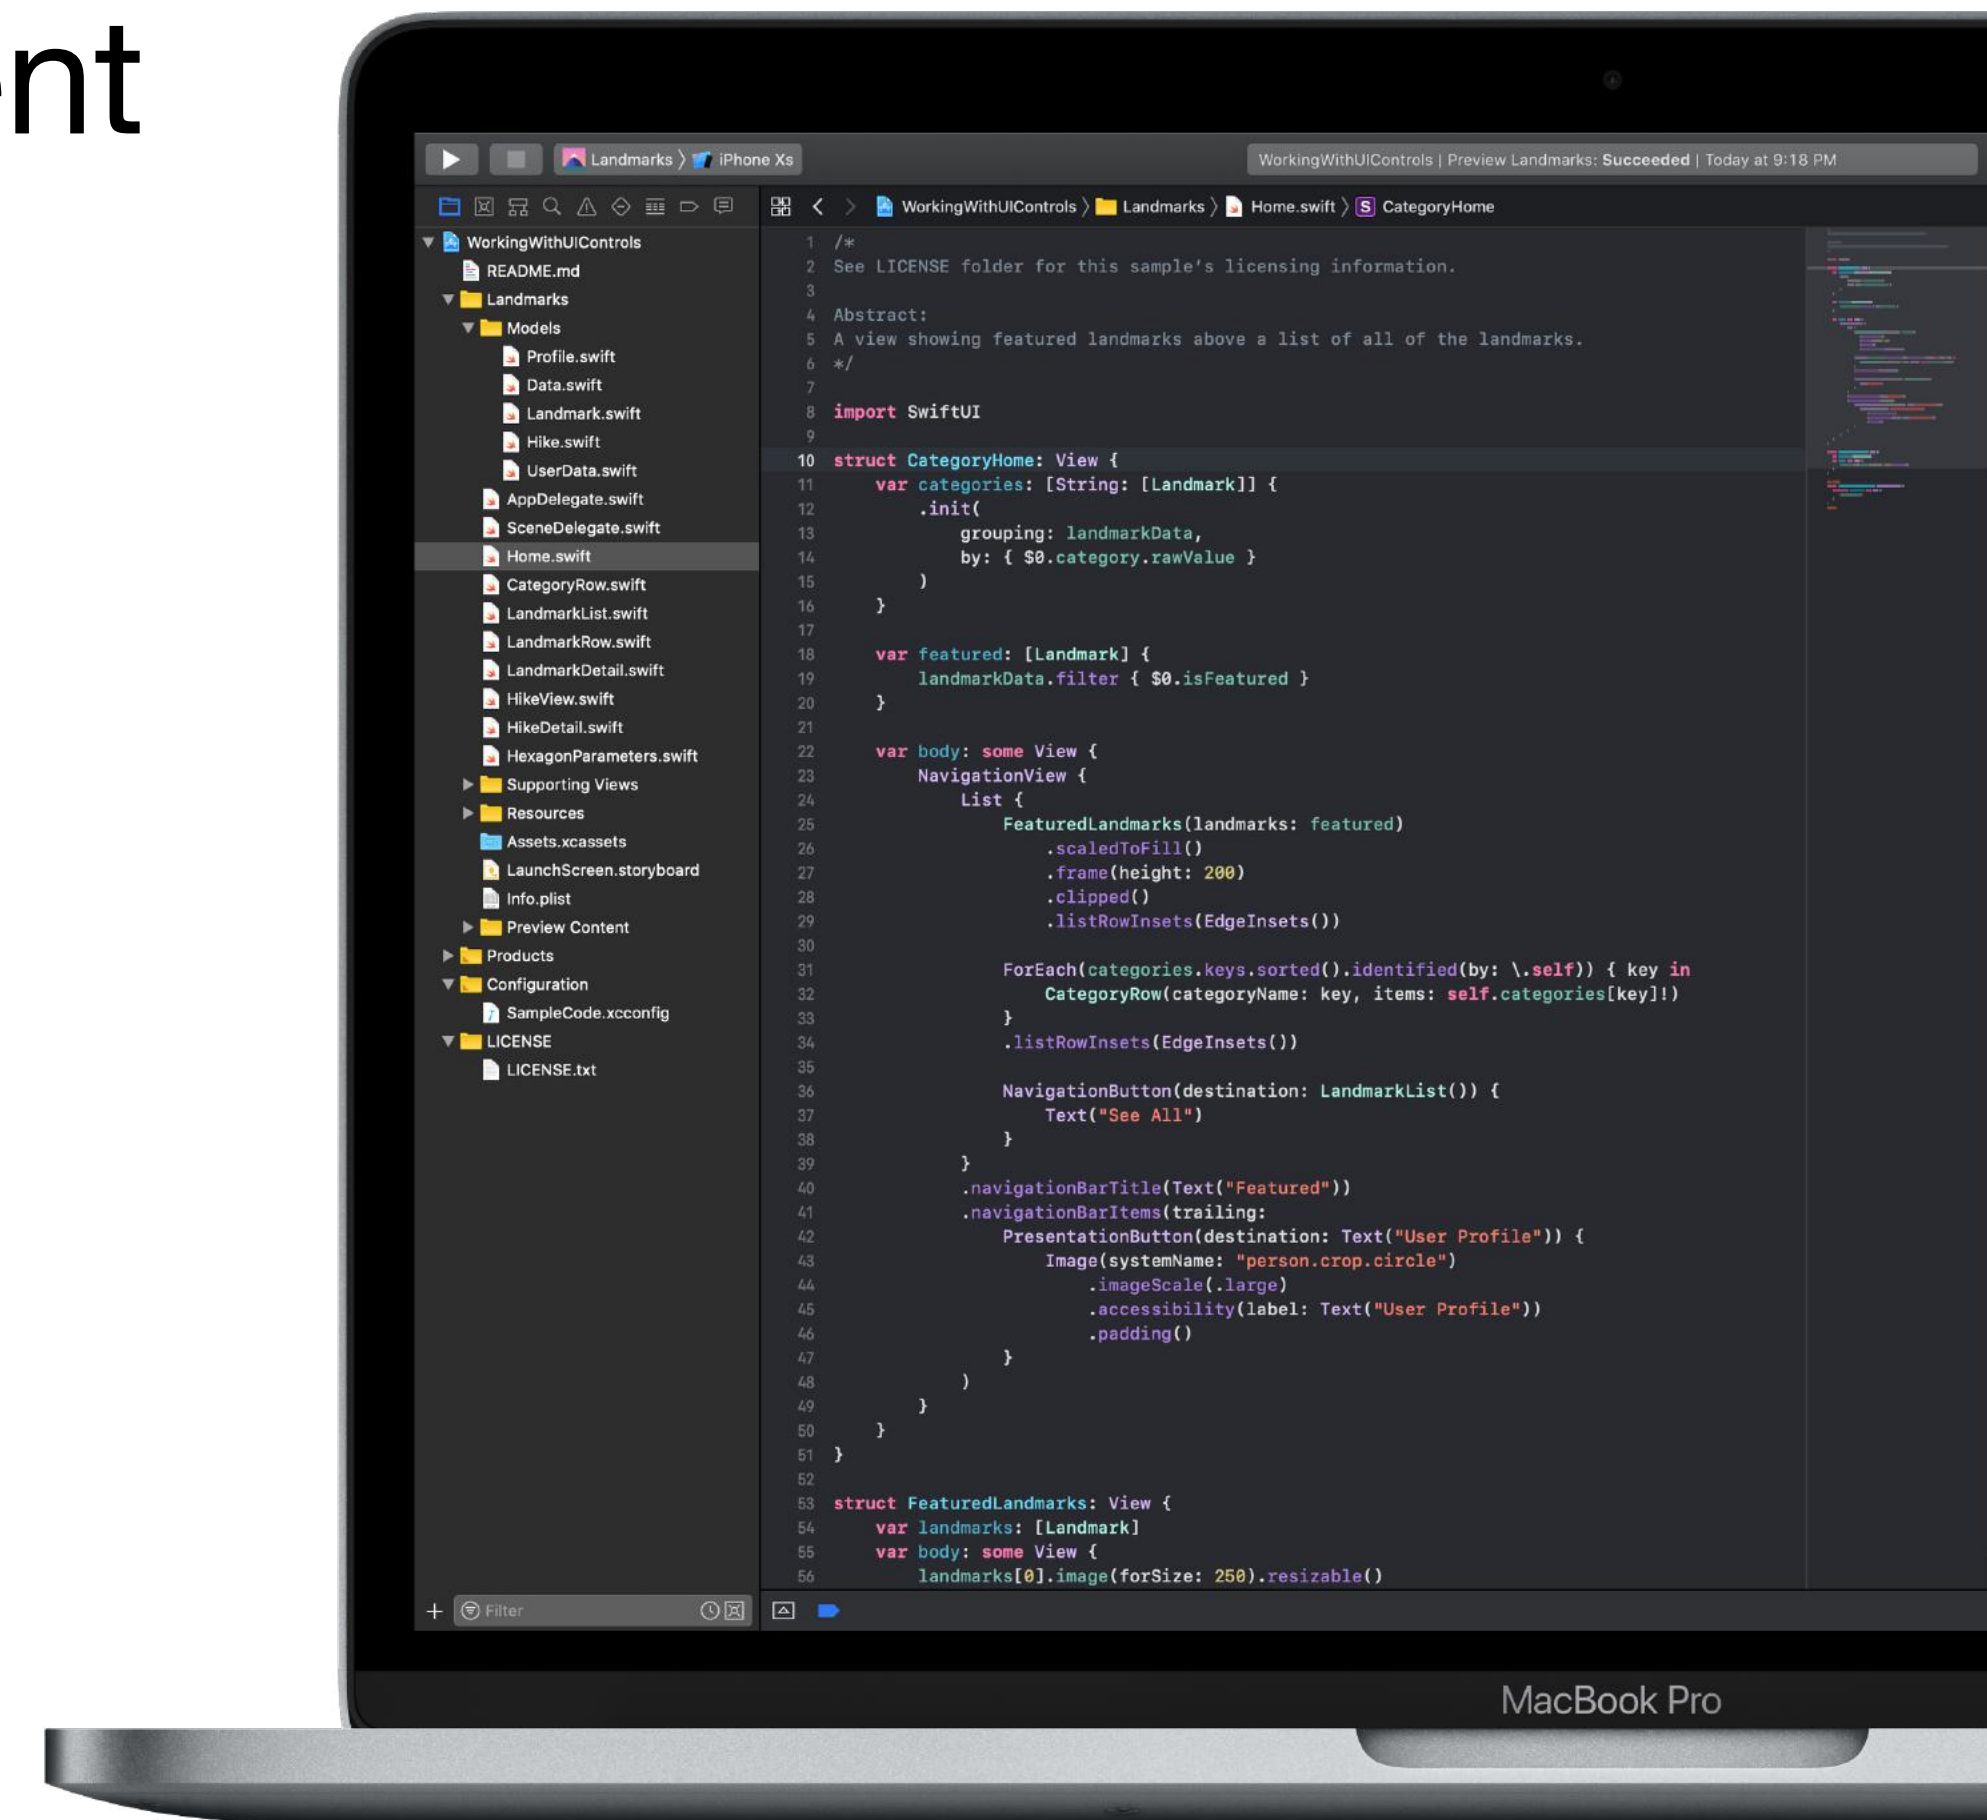 nt
Landmarks 〉 iPhone Xs
WorkingWithUIControls | Preview Landmarks: Succeeded | Today at 9:18 PM
WorkingWithUIControls 〉 Landmarks 〉 Home.swift 〉 S CategoryHome
WorkingWithUIControls
README.md
Landmarks
Models
Profile.swift
Data.swift
Landmark.swift
Hike.swift
UserData.swift
AppDelegate.swift
SceneDelegate.swift
Home.swift
CategoryRow.swift
LandmarkList.swift
LandmarkRow.swift
LandmarkDetail.swift
HikeView.swift
HikeDetail.swift
HexagonParameters.swift
Supporting Views
Resources
Assets.xcassets
LaunchScreen.storyboard
Info.plist
Preview Content
Products
Configuration
SampleCode.xcconfig
LICENSE
LICENSE.txt
Filter
1 /*
2 See LICENSE folder for this sample's licensing information.
3
4 Abstract:
5 A view showing featured landmarks above a list of all of the landmarks.
6 */
7
8 import SwiftUI
9
10 struct CategoryHome: View {
11 var categories: [String: [Landmark]] {
12 .init(
13 grouping: landmarkData,
14 by: { $0.category.rawValue }
15 )
16 }
17
18 var featured: [Landmark] {
19 landmarkData.filter { $0.isFeatured }
20 }
21
22 var body: some View {
23 NavigationView {
24 List {
25 FeaturedLandmarks(landmarks: featured)
26 .scaledToFill()
27 .frame(height: 200)
28 .clipped()
29 .listRowInsets(EdgeInsets())
30
31 ForEach(categories.keys.sorted().identified(by: \.self)) { key in
32 CategoryRow(categoryName: key, items: self.categories[key]!)
33 }
34 .listRowInsets(EdgeInsets())
35
36 NavigationButton(destination: LandmarkList()) {
37 Text("See All")
38 }
39 }
40 .navigationBarTitle(Text("Featured"))
41 .navigationBarItems(trailing:
42 PresentationButton(destination: Text("User Profile")) {
43 Image(systemName: "person.crop.circle")
44 .imageScale(.large)
45 .accessibility(label: Text("User Profile"))
46 .padding()
47 }
48 )
49 }
50 }
51 }
52
53 struct FeaturedLandmarks: View {
54 var landmarks: [Landmark]
55 var body: some View {
56 landmarks[0].image(forSize: 250).resizable()
MacBook Pro